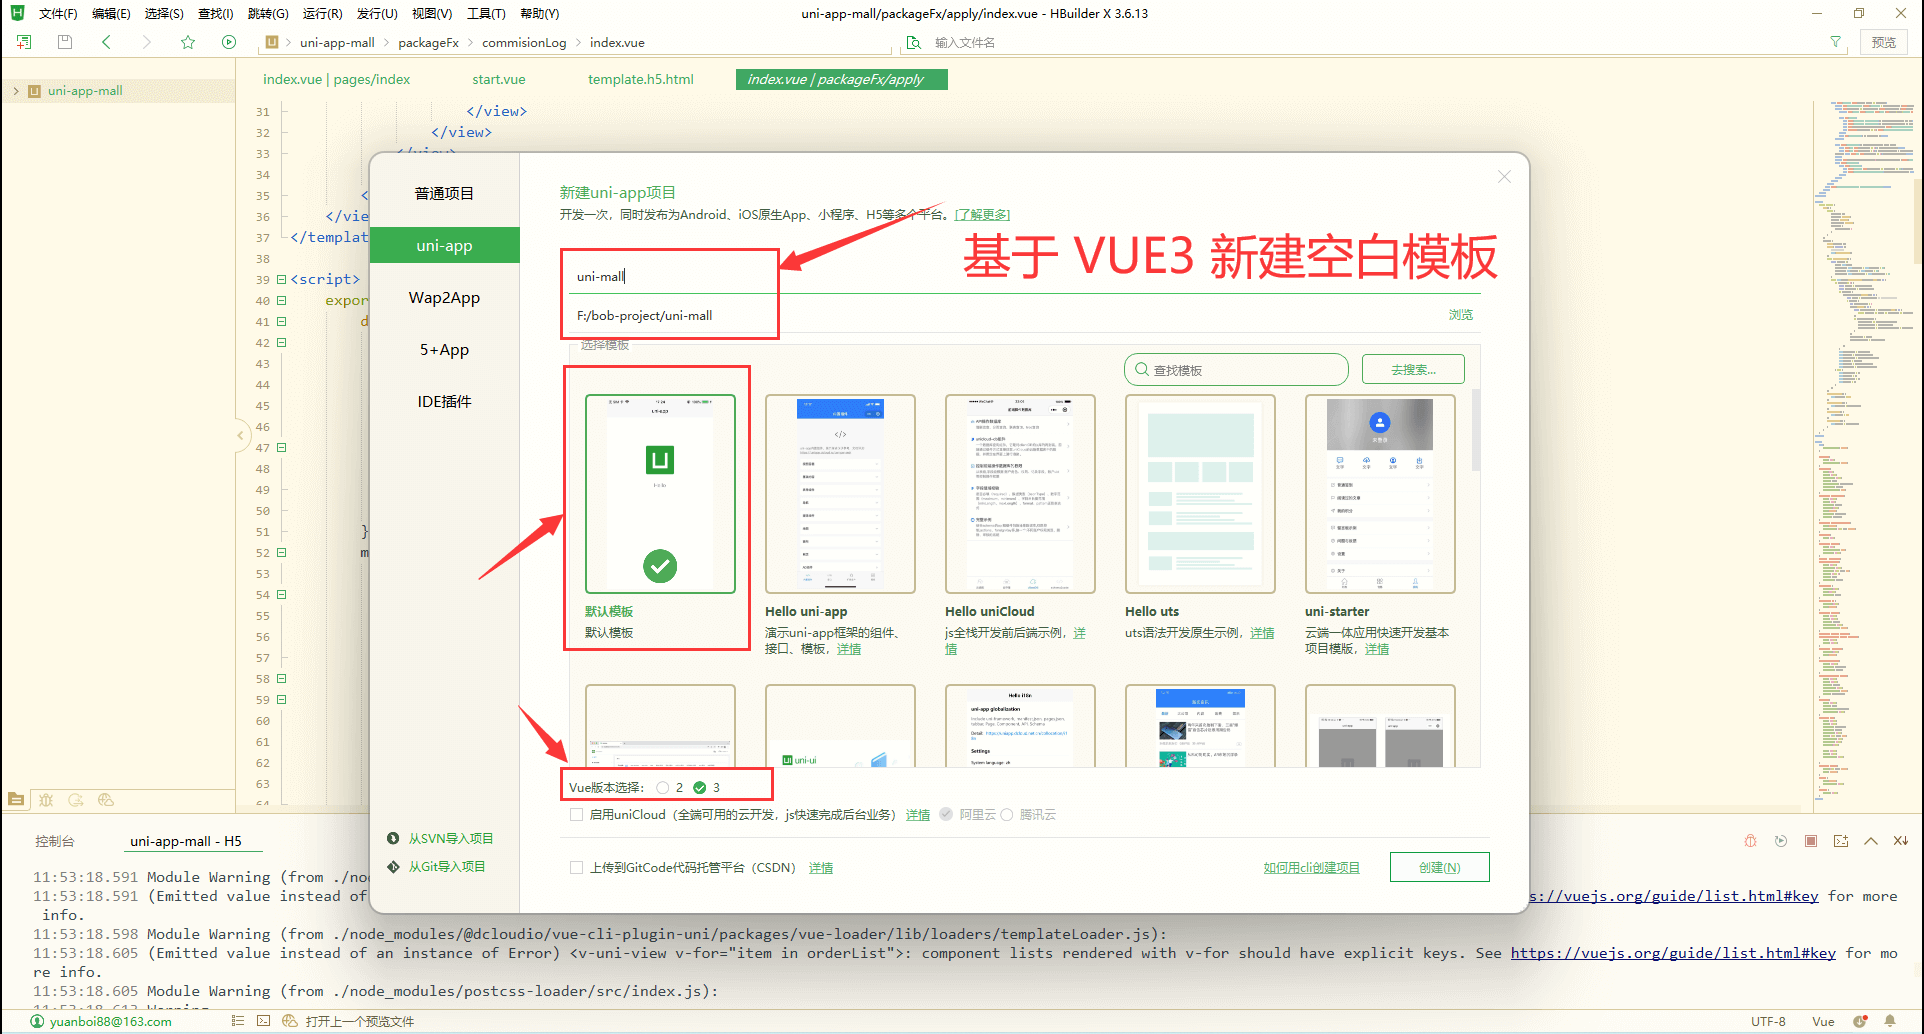 文件(F) 编辑(E) 选择(S) 查找(I) 跳转(G) 运行(R) 发行(U) 视图(V) 工具(T) 帮助(Y)
uni-app-mall/packageFx/apply/index.vue - HBuilder X 3.6.13
uni-app-mall packageFx commisionLog index.vue
输入文件名
预览
uni-app-mall
index.vue | pages/index
start.vue
template.h5.html
index.vue | packageFx/apply
31 </view>
32 </view>
33
34
35 <
36 </vie
37 </templat
38
39 <script>
40 expor
41 d
42
43
44
45
46
47
48
49
50
51 }
52 m
53
54
55
56
57
58
59
60
61
62
63
64
普通项目
uni-app
Wap2App
5+App
IDE插件
从SVN导入项目
从Git导入项目
新建uni-app项目
开发一次，同时发布为Android、iOS原生App、小程序、H5等多个平台。[了解更多]
基于 VUE3 新建空白模板
uni-mall
F:/bob-project/uni-mall
浏览
选择模板
查找模板
去搜索...
默认模板
默认模板
Hello uni-app
演示uni-app框架的组件、
接口、模板，详情
Hello uniCloud
js全栈开发前后端示例，详
情
Hello uts
uts语法开发原生示例，详情
uni-starter
云端一体应用快速开发基本
项目模版，详情
Hello i18n
uni-app globalization
Settings
uni-ui
Vue版本选择： 2 3
启用uniCloud（全端可用的云开发，js快速完成后台业务） 详情 阿里云 腾讯云
上传到GitCode代码托管平台（CSDN） 详情
如何用cli创建项目
创建(N)
控制台
uni-app-mall - H5
11:53:18.591 Module Warning (from ./no
11:53:18.591 (Emitted value instead of
s://vuejs.org/guide/list.html#key for more
info.
11:53:18.598 Module Warning (from ./node_modules/@dcloudio/vue-cli-plugin-uni/packages/vue-loader/lib/loaders/templateLoader.js):
11:53:18.605 (Emitted value instead of an instance of Error) <v-uni-view v-for="item in orderList">: component lists rendered with v-for should have explicit keys. See https://vuejs.org/guide/list.html#key for mo
re info.
11:53:18.605 Module Warning (from ./node_modules/postcss-loader/src/index.js):
11:53:18.613 Warning
yuanboi88@163.com
打开上一个预览文件
UTF-8
Vue